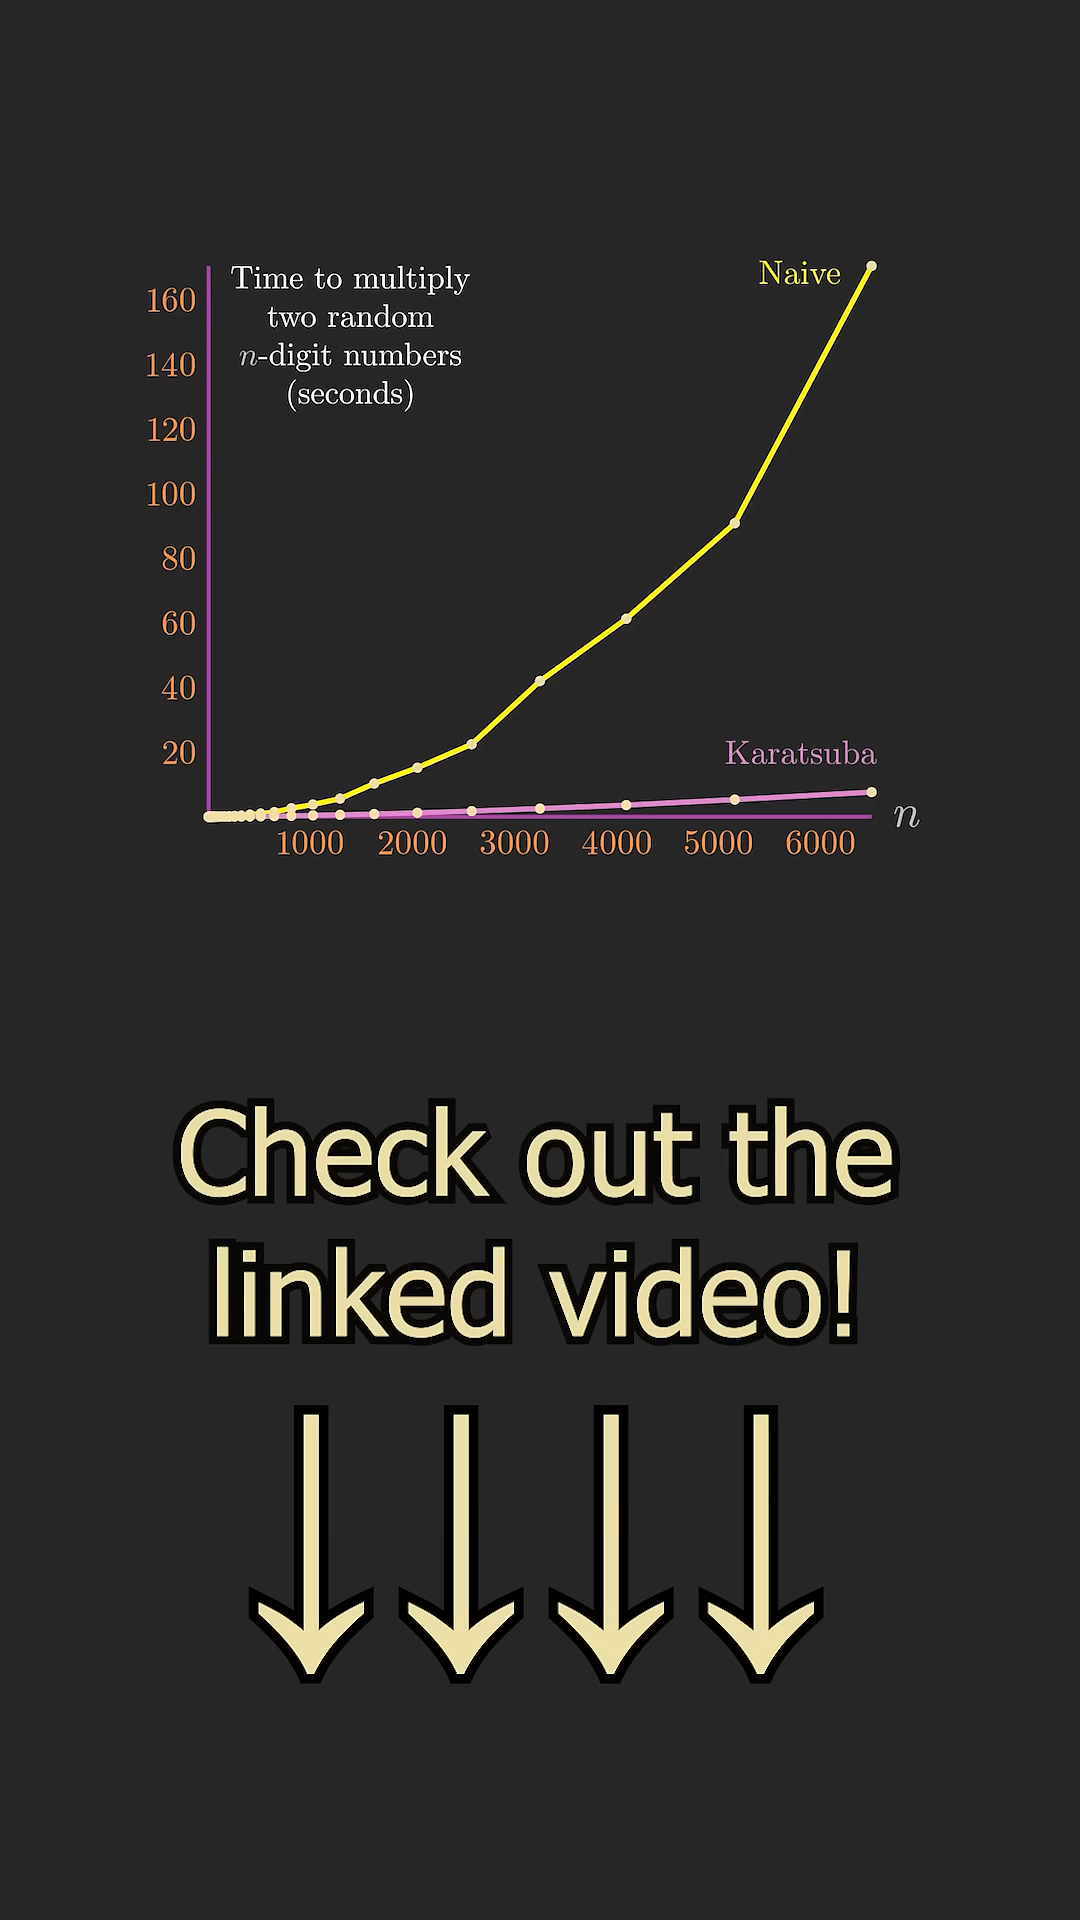 Time to multiply
two random
n-digit numbers
(seconds)
Naive
160
140
120
100
80
60
40
20
Karatsuba
n
1000 2000 3000 4000 5000 6000
Check out the
linked video!